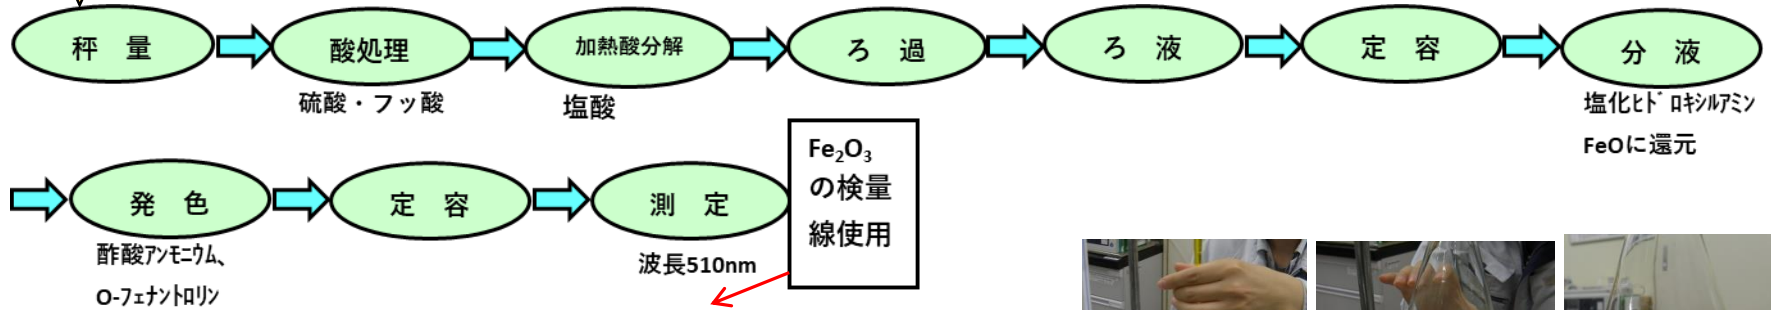 秤　量
酸処理
加熱酸分解
ろ　過
ろ　液
定　容
分　液
硫酸・フッ酸
塩酸
塩化ﾋﾄﾞﾛｷｼﾙｱﾐﾝ
FeOに還元
発　色
定　容
測　定
Fe₂O₃
の検量
線使用
酢酸ｱﾝﾓﾆｳﾑ、
O-ﾌｪﾅﾝﾄﾛﾘﾝ
波長510nm